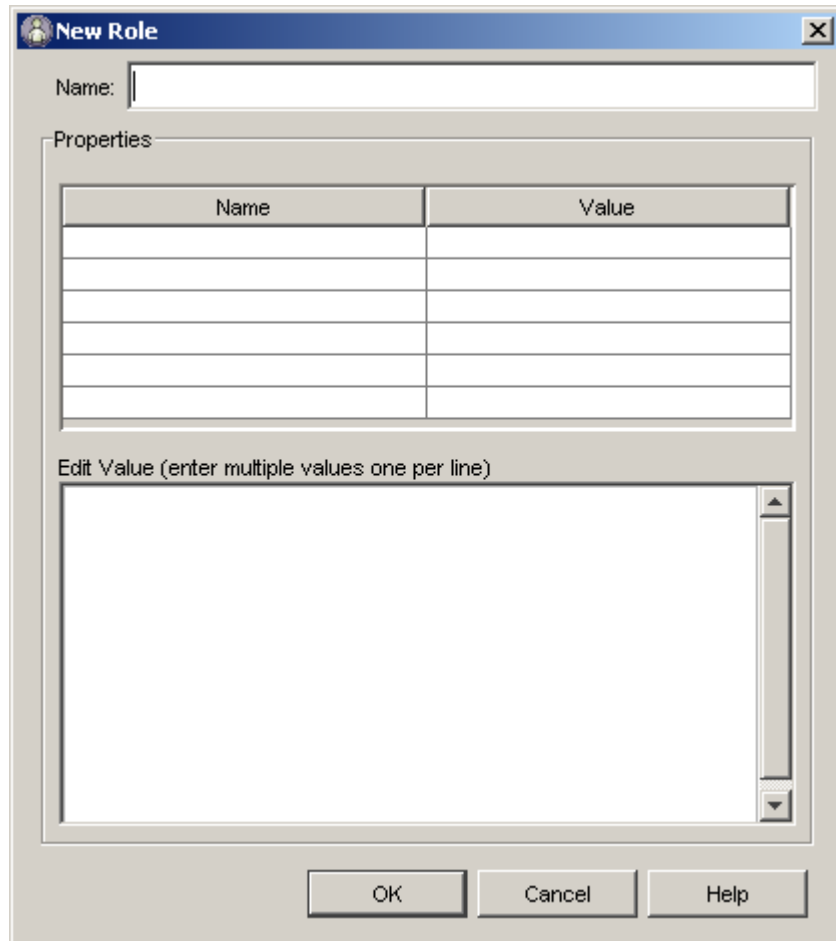 New Role
Name:
Properties
Name Value
Edit Value (enter multiple values one per line)
OK Cancel Help